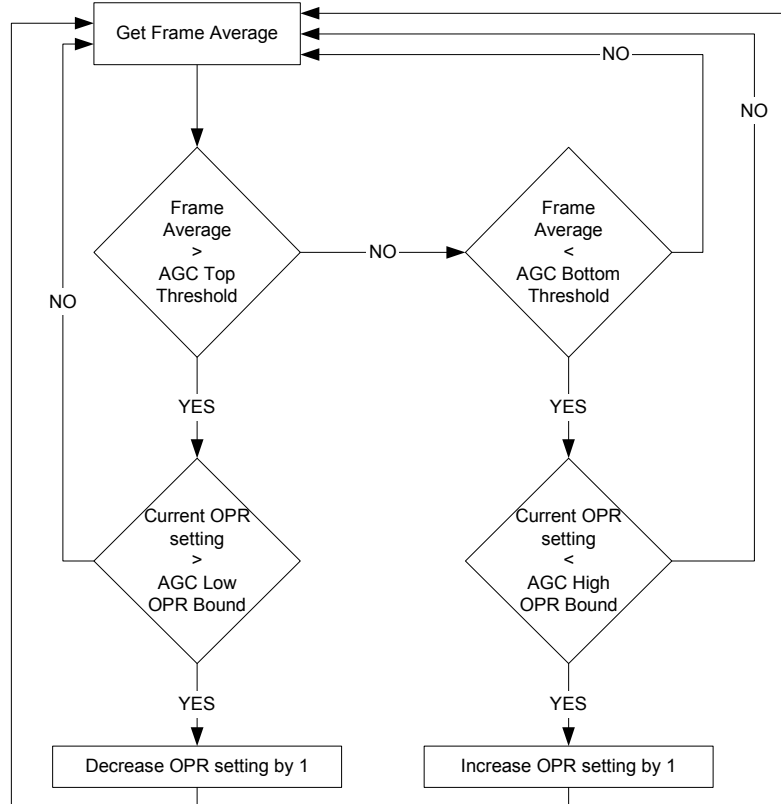 Get Frame Average
NO
NO
Frame
Average
>
AGC Top
Threshold
NO
Frame
Average
<
AGC Bottom
Threshold
NO
YES
YES
Current OPR
setting
>
AGC Low
OPR Bound
Current OPR
setting
<
AGC High
OPR Bound
YES
YES
Decrease OPR setting by 1
Increase OPR setting by 1